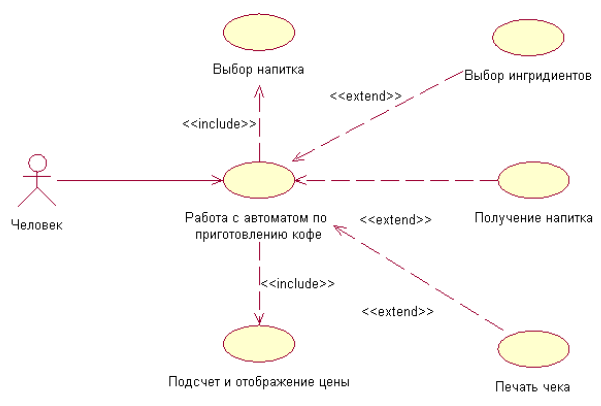 Выбор напитка
Выбор ингридиентов
<<extend>>
<<include>>
Человек
Работа с автоматом по
приготовлению кофе
<<extend>>
Получение напитка
<<include>>
<<extend>>
Подсчет и отображение цены
Печать чека